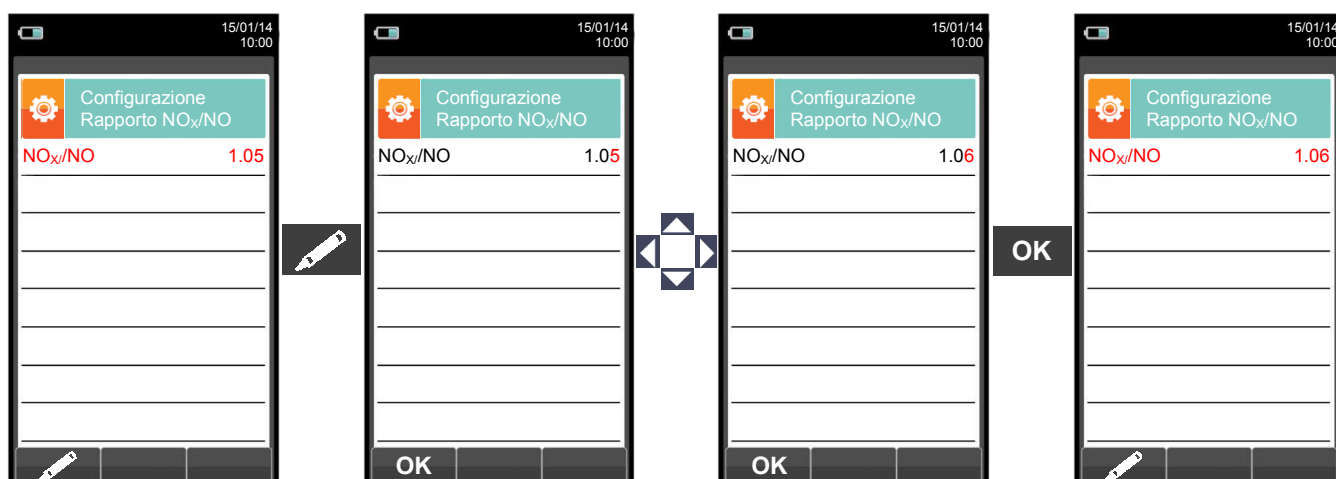 15/01/14
10:00
Configurazione
Rapporto NOX/NO
NOX//NO 1.05
15/01/14
10:00
Configurazione
Rapporto NOX/NO
NOX//NO 1.05
OK
15/01/14
10:00
Configurazione
Rapporto NOX/NO
NOX//NO 1.06
OK
OK
15/01/14
10:00
Configurazione
Rapporto NOX/NO
NOX//NO 1.06